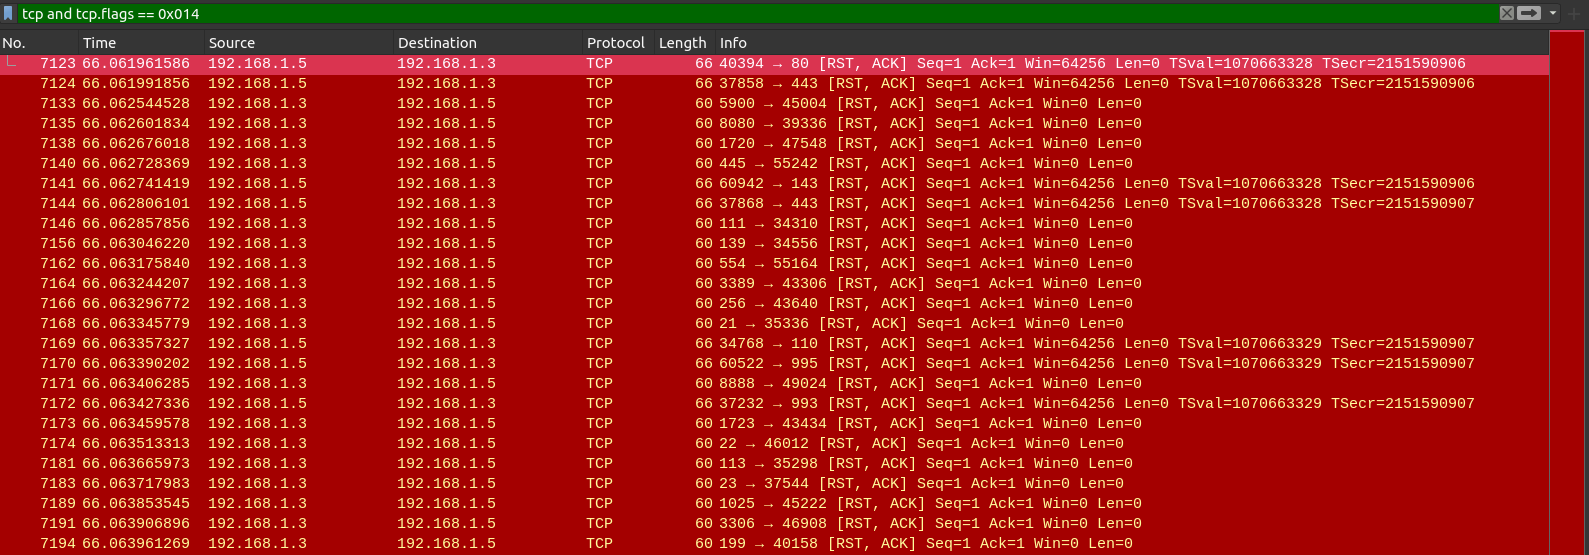 tcp and tcp.flags == 0x014
No. Time Source Destination Protocol Length Info
7123 66.061961586 192.168.1.5 192.168.1.3 TCP 66 40394 → 80 [RST, ACK] Seq=1 Ack=1 Win=64256 Len=0 TSval=1070663328 TSecr=2151590906
7124 66.061991856 192.168.1.5 192.168.1.3 TCP 66 37858 → 443 [RST, ACK] Seq=1 Ack=1 Win=64256 Len=0 TSval=1070663328 TSecr=2151590906
7133 66.062544528 192.168.1.3 192.168.1.5 TCP 60 5900 → 45004 [RST, ACK] Seq=1 Ack=1 Win=0 Len=0
7135 66.062601834 192.168.1.3 192.168.1.5 TCP 60 8080 → 39336 [RST, ACK] Seq=1 Ack=1 Win=0 Len=0
7138 66.062676018 192.168.1.3 192.168.1.5 TCP 60 1720 → 47548 [RST, ACK] Seq=1 Ack=1 Win=0 Len=0
7140 66.062728369 192.168.1.3 192.168.1.5 TCP 60 445 → 55242 [RST, ACK] Seq=1 Ack=1 Win=0 Len=0
7141 66.062741419 192.168.1.5 192.168.1.3 TCP 66 60942 → 143 [RST, ACK] Seq=1 Ack=1 Win=64256 Len=0 TSval=1070663328 TSecr=2151590906
7144 66.062806101 192.168.1.5 192.168.1.3 TCP 66 37868 → 443 [RST, ACK] Seq=1 Ack=1 Win=64256 Len=0 TSval=1070663328 TSecr=2151590907
7146 66.062857856 192.168.1.3 192.168.1.5 TCP 60 111 → 34310 [RST, ACK] Seq=1 Ack=1 Win=0 Len=0
7156 66.063046220 192.168.1.3 192.168.1.5 TCP 60 139 → 34556 [RST, ACK] Seq=1 Ack=1 Win=0 Len=0
7162 66.063175840 192.168.1.3 192.168.1.5 TCP 60 554 → 55164 [RST, ACK] Seq=1 Ack=1 Win=0 Len=0
7164 66.063244207 192.168.1.3 192.168.1.5 TCP 60 3389 → 43306 [RST, ACK] Seq=1 Ack=1 Win=0 Len=0
7166 66.063296772 192.168.1.3 192.168.1.5 TCP 60 256 → 43640 [RST, ACK] Seq=1 Ack=1 Win=0 Len=0
7168 66.063345779 192.168.1.3 192.168.1.5 TCP 60 21 → 35336 [RST, ACK] Seq=1 Ack=1 Win=0 Len=0
7169 66.063357327 192.168.1.5 192.168.1.3 TCP 66 34768 → 110 [RST, ACK] Seq=1 Ack=1 Win=64256 Len=0 TSval=1070663329 TSecr=2151590907
7170 66.063390202 192.168.1.5 192.168.1.3 TCP 66 60522 → 995 [RST, ACK] Seq=1 Ack=1 Win=64256 Len=0 TSval=1070663329 TSecr=2151590907
7171 66.063406285 192.168.1.3 192.168.1.5 TCP 60 8888 → 49024 [RST, ACK] Seq=1 Ack=1 Win=0 Len=0
7172 66.063427336 192.168.1.5 192.168.1.3 TCP 66 37232 → 993 [RST, ACK] Seq=1 Ack=1 Win=64256 Len=0 TSval=1070663329 TSecr=2151590907
7173 66.063459578 192.168.1.3 192.168.1.5 TCP 60 1723 → 43434 [RST, ACK] Seq=1 Ack=1 Win=0 Len=0
7174 66.063513313 192.168.1.3 192.168.1.5 TCP 60 22 → 46012 [RST, ACK] Seq=1 Ack=1 Win=0 Len=0
7181 66.063665973 192.168.1.3 192.168.1.5 TCP 60 113 → 35298 [RST, ACK] Seq=1 Ack=1 Win=0 Len=0
7183 66.063717983 192.168.1.3 192.168.1.5 TCP 60 23 → 37544 [RST, ACK] Seq=1 Ack=1 Win=0 Len=0
7189 66.063853545 192.168.1.3 192.168.1.5 TCP 60 1025 → 45222 [RST, ACK] Seq=1 Ack=1 Win=0 Len=0
7191 66.063906896 192.168.1.3 192.168.1.5 TCP 60 3306 → 46908 [RST, ACK] Seq=1 Ack=1 Win=0 Len=0
7194 66.063961269 192.168.1.3 192.168.1.5 TCP 60 199 → 40158 [RST, ACK] Seq=1 Ack=1 Win=0 Len=0